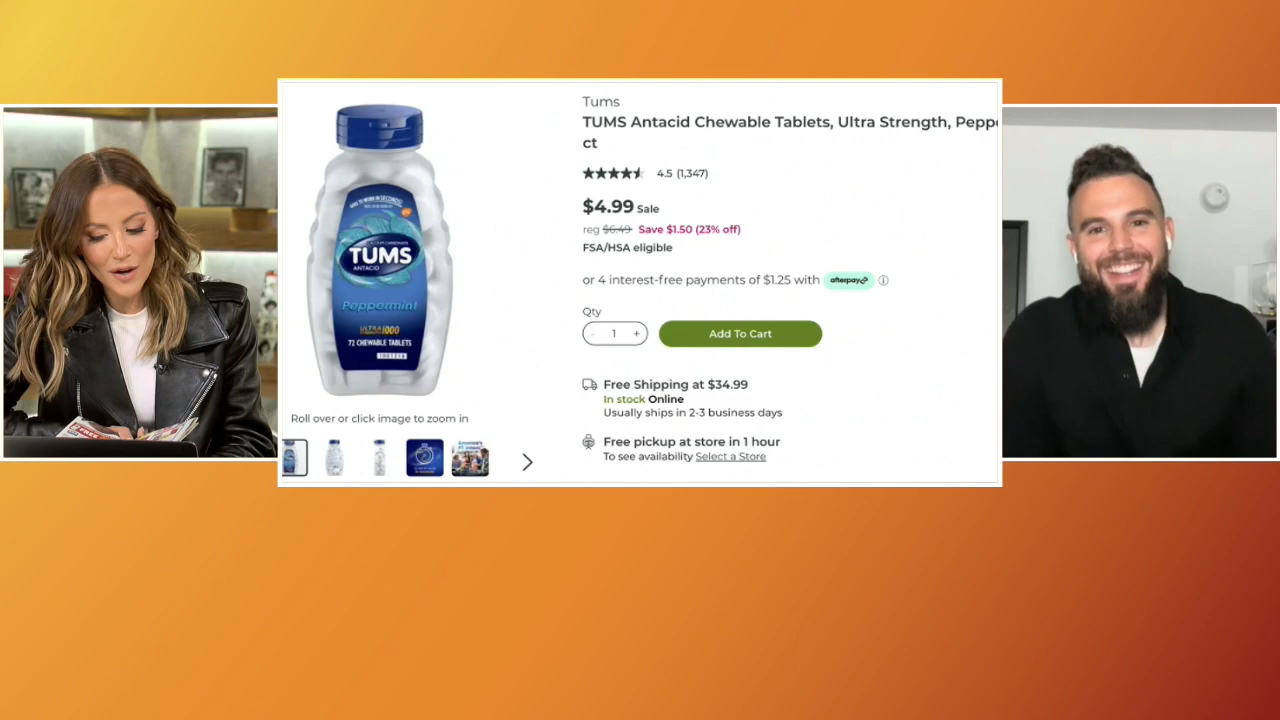 Tums
TUMS Antacid Chewable Tablets, Ultra Strength, Pepp
ct
4.5 (1,347)
$4.99 Sale
reg $6.49 Save $1.50 (23% off)
FSA/HSA eligible
or 4 interest-free payments of $1.25 with afterpay
Qty
- 1 +
Add To Cart
Free Shipping at $34.99
In stock Online
Usually ships in 2-3 business days
Free pickup at store in 1 hour
To see availability Select a Store
TUMS
ANTACID
Peppermint
ULTRA 1000
72 CHEWABLE TABLETS
Roll over or click image to zoom in